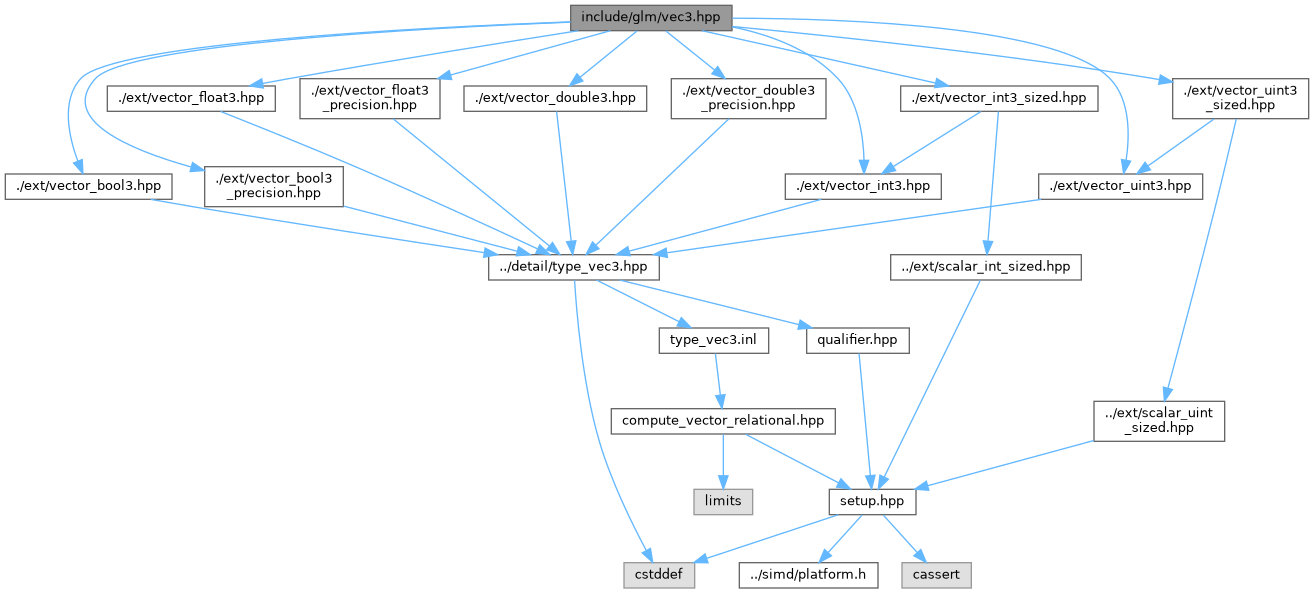 include/glm/vec3.hpp
./ext/vector_float3.hpp
./ext/vector_float3
_precision.hpp
./ext/vector_double3.hpp
./ext/vector_double3
_precision.hpp
./ext/vector_int3_sized.hpp
./ext/vector_uint3
_sized.hpp
./ext/vector_bool3.hpp
./ext/vector_bool3
_precision.hpp
./ext/vector_int3.hpp
./ext/vector_uint3.hpp
../detail/type_vec3.hpp
../ext/scalar_int_sized.hpp
type_vec3.inl
qualifier.hpp
compute_vector_relational.hpp
../ext/scalar_uint
_sized.hpp
limits
setup.hpp
cstddef
../simd/platform.h
cassert